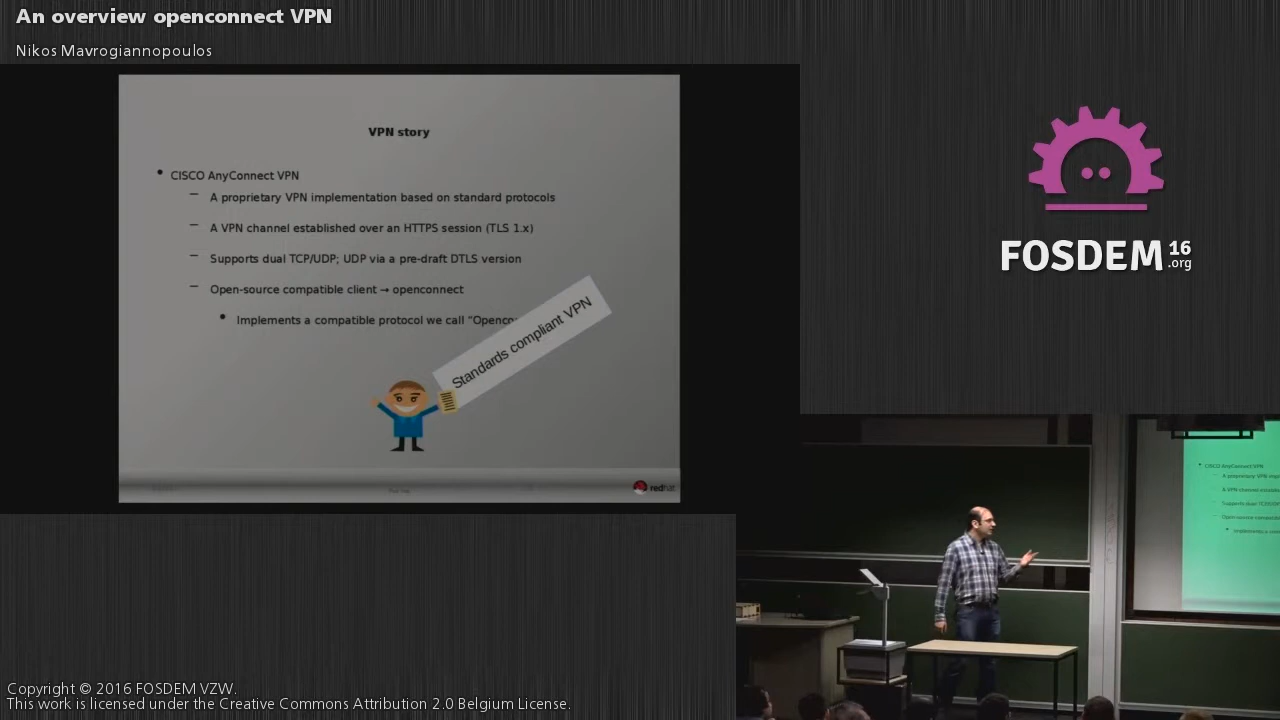 An overview openconnect VPN
Nikos Mavrogiannopoulos
VPN story
CISCO AnyConnect VPN
A proprietary VPN implementation based on standard protocols
A VPN channel established over an HTTPS session (TLS 1.x)
Supports dual TCP/UDP; UDP via a pre-draft DTLS version
Open-source compatible client → openconnect
Implements a compatible protocol we call “Openco
Standards compliant VPN
redhat
FOSDEM 16 .org
CISCO AnyConnect VPN
Copyright © 2016 FOSDEM VZW.
This work is licensed under the Creative Commons Attribution 2.0 Belgium License.